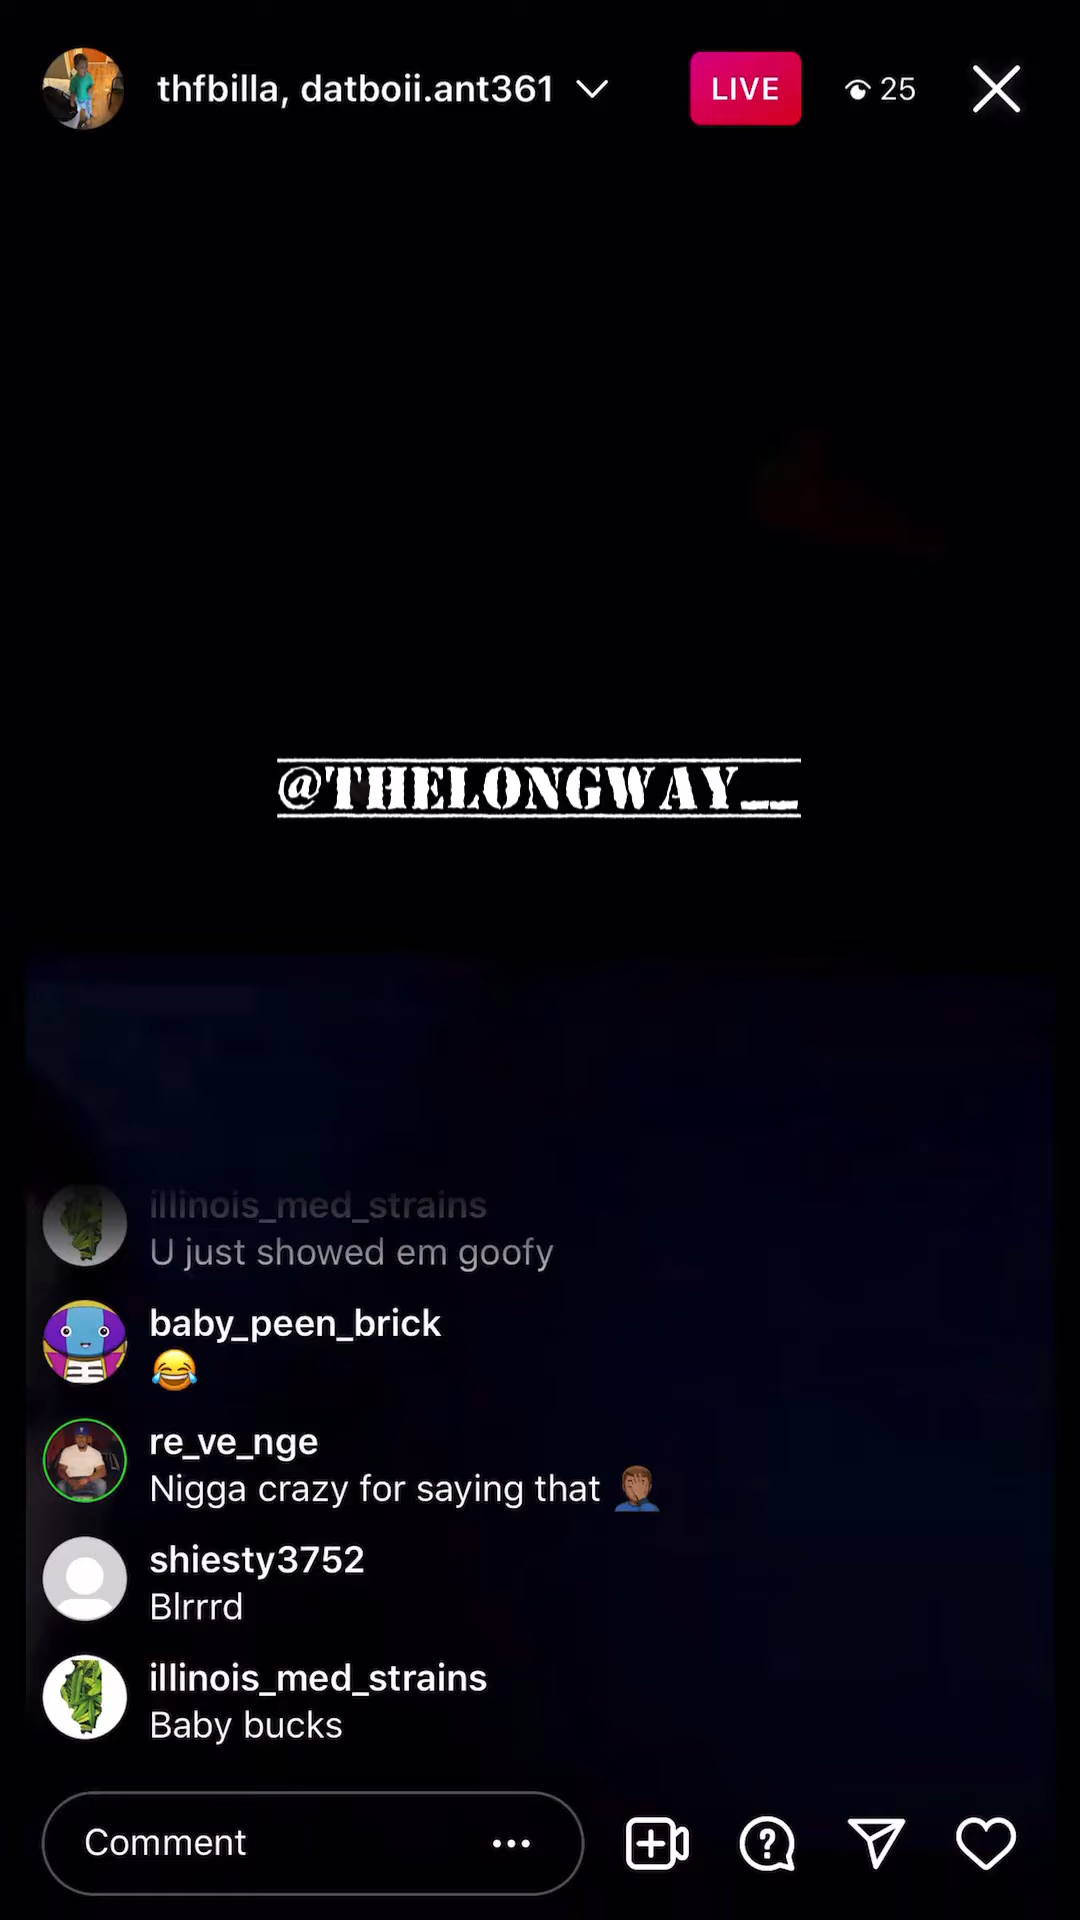 thfbilla, datboii.ant361
LIVE
25
@THELONGWAY__
illinois_med_strains
U just showed em goofy
baby_peen_brick
😂
re_ve_nge
Nigga crazy for saying that 🤦🏽‍♂️
shiesty3752
Blrrrd
illinois_med_strains
Baby bucks
Comment